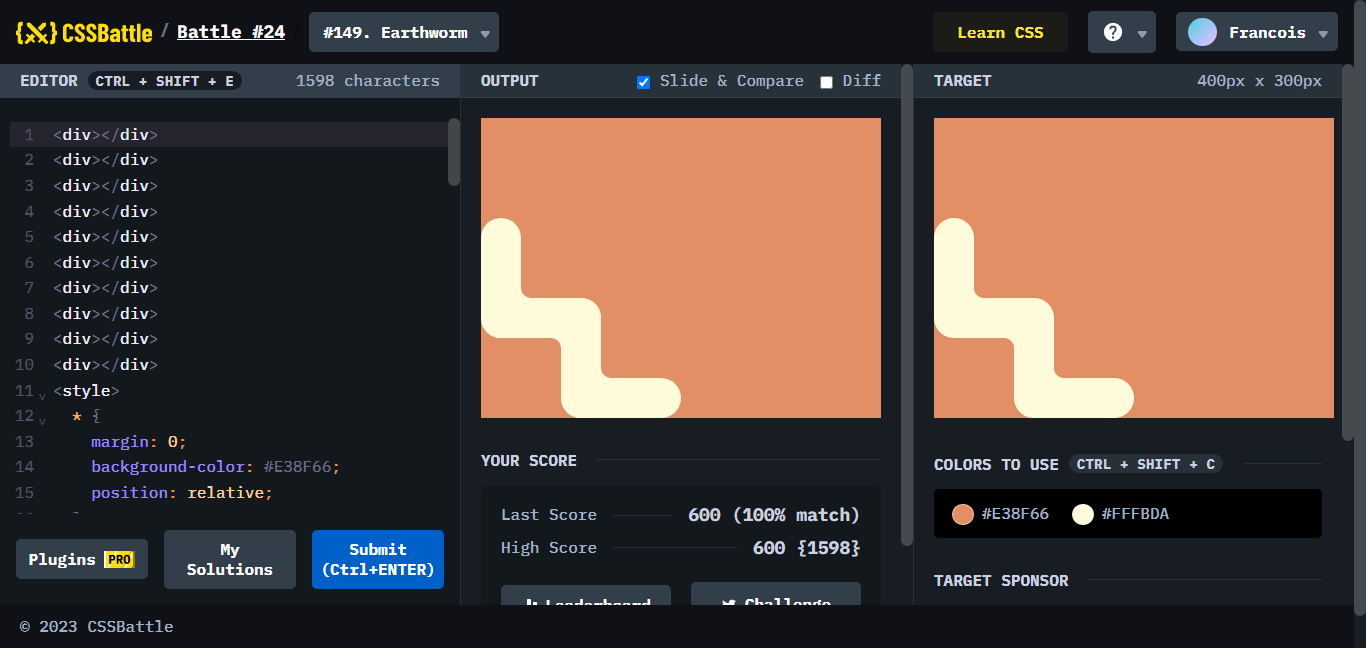 CSSBattle / Battle #24 #149. Earthworm Learn CSS Francois
EDITOR CTRL + SHIFT + E 1598 characters
OUTPUT Slide & Compare Diff
TARGET 400px x 300px
1 <div></div>
2 <div></div>
3 <div></div>
4 <div></div>
5 <div></div>
6 <div></div>
7 <div></div>
8 <div></div>
9 <div></div>
10 <div></div>
11 <style>
12 * {
13 margin: 0;
14 background-color: #E38F66;
15 position: relative;
Plugins PRO
My
Solutions
Submit
(Ctrl+ENTER)
YOUR SCORE
Last Score 600 (100% match)
High Score 600 {1598}
Leaderboard Challenge
COLORS TO USE CTRL + SHIFT + C
#E38F66 #FFFBDA
TARGET SPONSOR
© 2023 CSSBattle